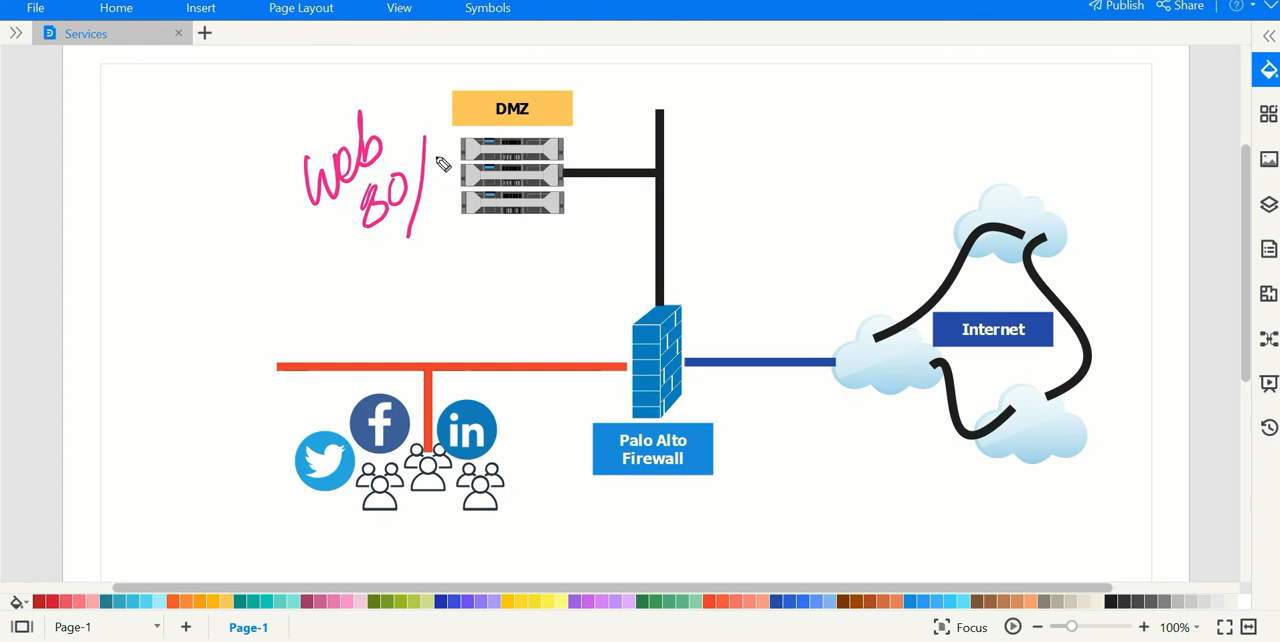 File Home Insert Page Layout View Symbols Publish Share
Services
DMZ
Web
80/
Internet
Palo Alto
Firewall
f
in
Page-1
Page-1
Focus
100%